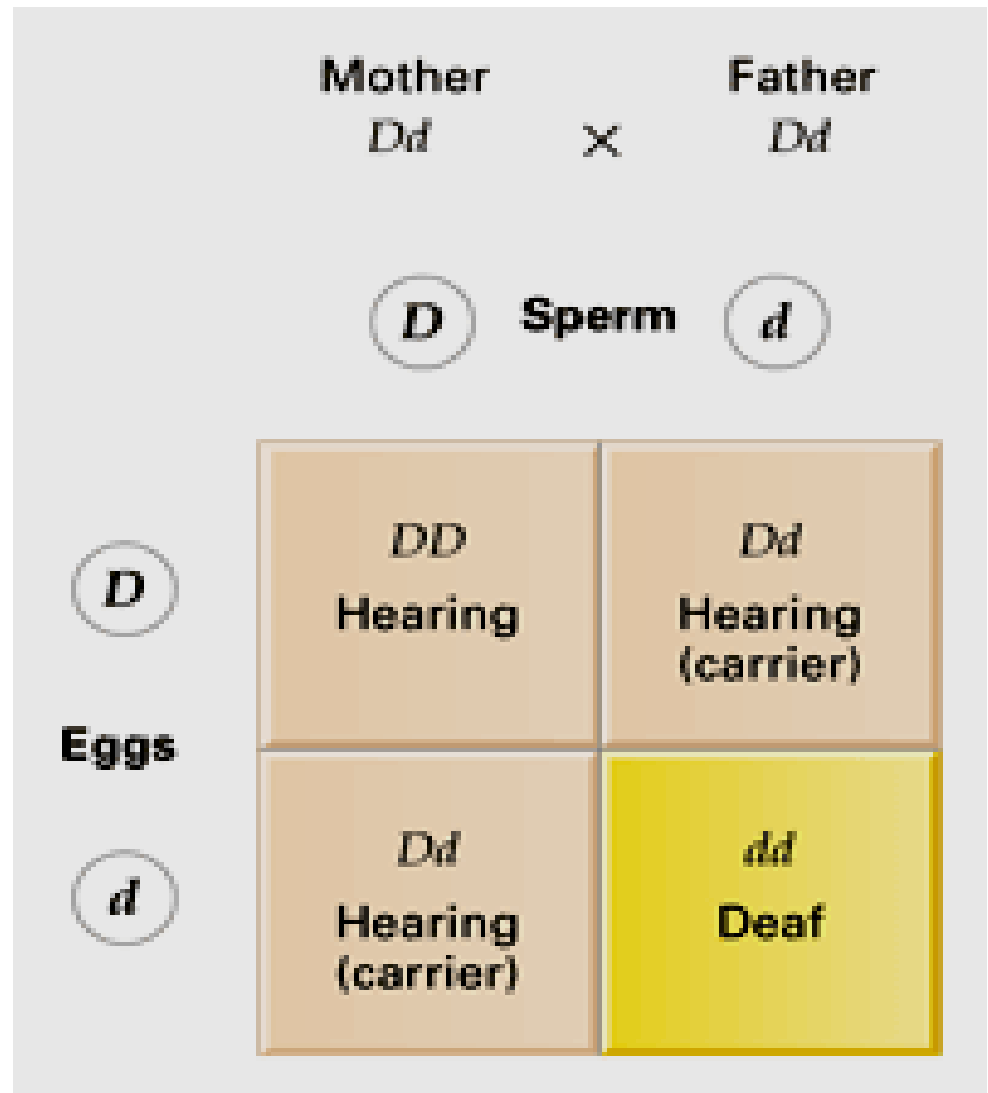 Mother Father
Dd × Dd
D Sperm d
DD Dd
D Hearing Hearing
(carrier)
Eggs
Dd dd
d Hearing Deaf
(carrier)